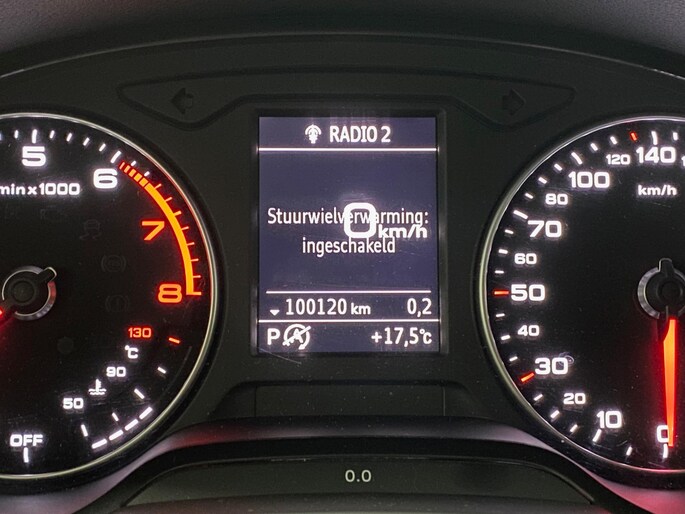 RADIO 2
Stuurwielverwarming:
ingeschakeld
0 km/h
100120 km 0,2
P A +17,5°C
5
6
min x 1000
7
8
130
°C
90
50
OFF
140
120
100
km/h
80
70
60
50
40
30
20
10
0
0.0